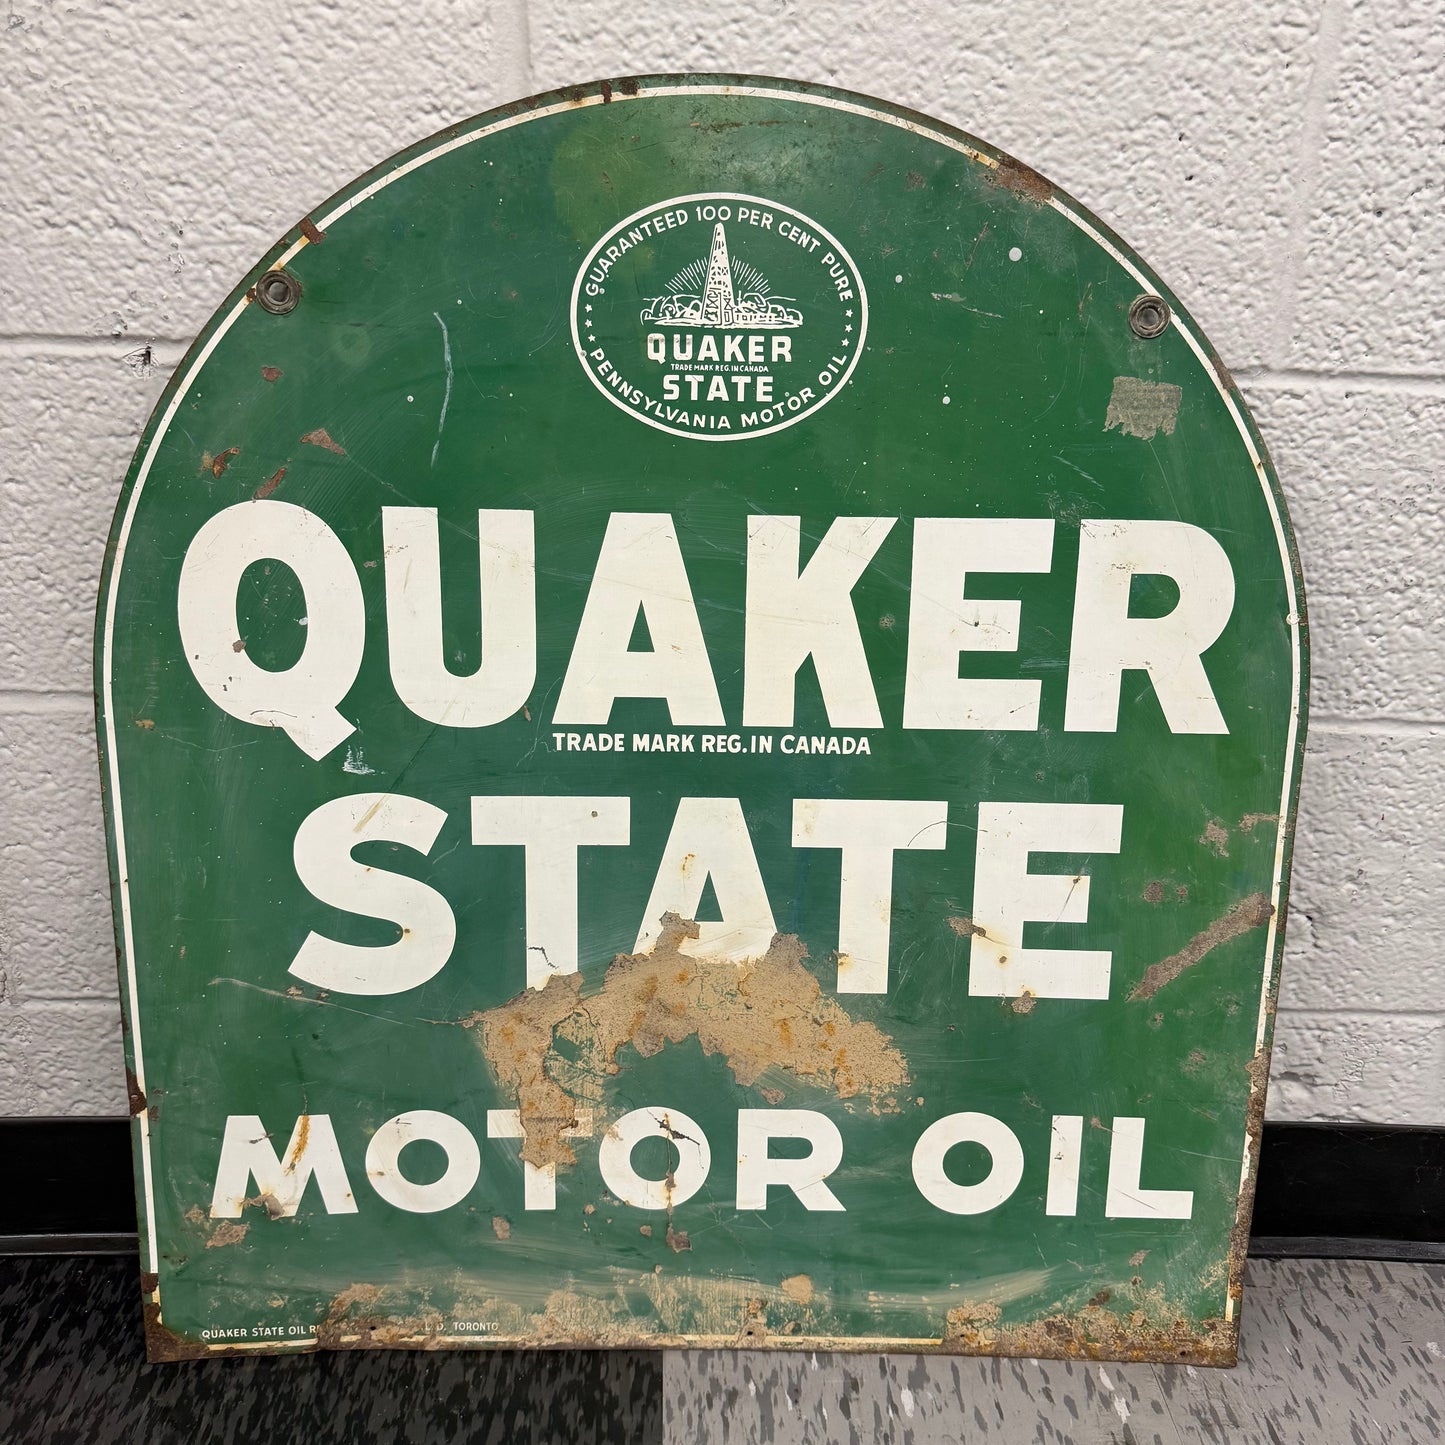 GUARANTEED 100 PER CENT PURE
QUAKER
TRADE MARK REG. IN CANADA
STATE
PENNSYLVANIA MOTOR OIL
QUAKER
TRADE MARK REG. IN CANADA
STATE
MOTOR OIL
QUAKER STATE OIL TORONTO